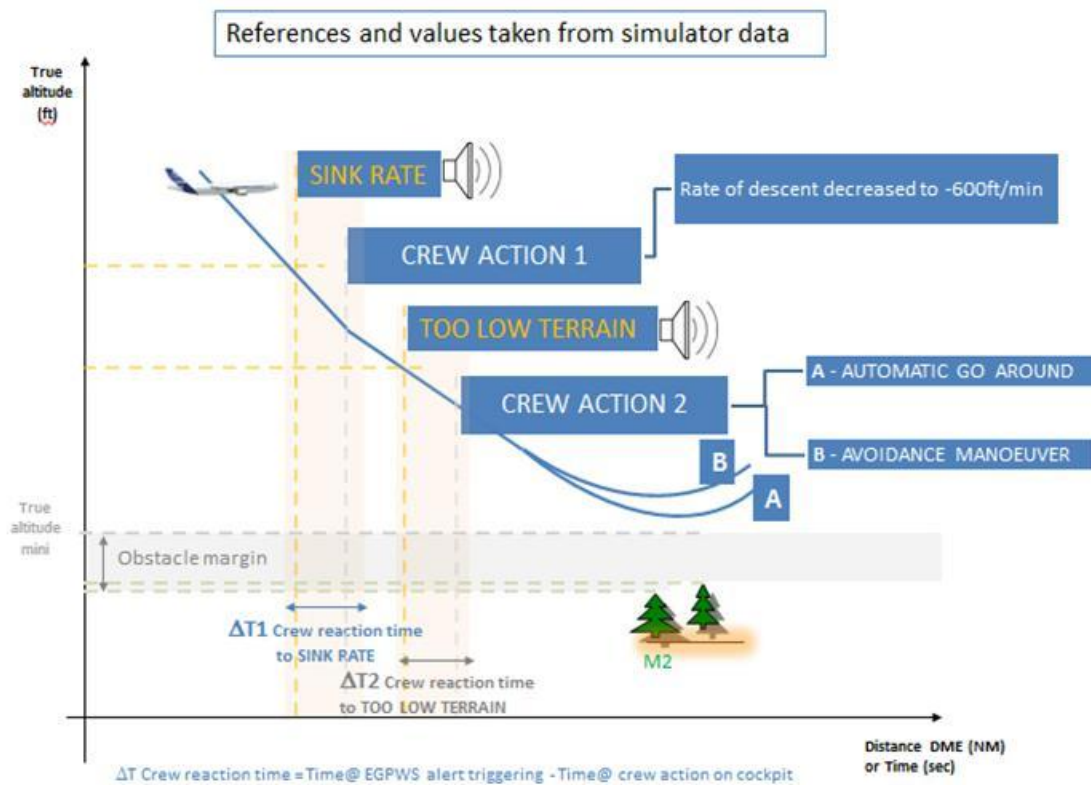 References and values taken from simulator data
True
altitude
(ft)
SINK RATE
Rate of descent decreased to -600ft/min
CREW ACTION 1
TOO LOW TERRAIN
A - AUTOMATIC GO AROUND
CREW ACTION 2
B - AVOIDANCE MANOEUVER
B
A
True
altitude
mini
Obstacle margin
ΔT1 Crew reaction time
to SINK RATE
M2
ΔT2 Crew reaction time
to TOO LOW TERRAIN
Distance DME (NM)
or Time (sec)
ΔT Crew reaction time = Time@ EGPWS alert triggering - Time@ crew action on cockpit